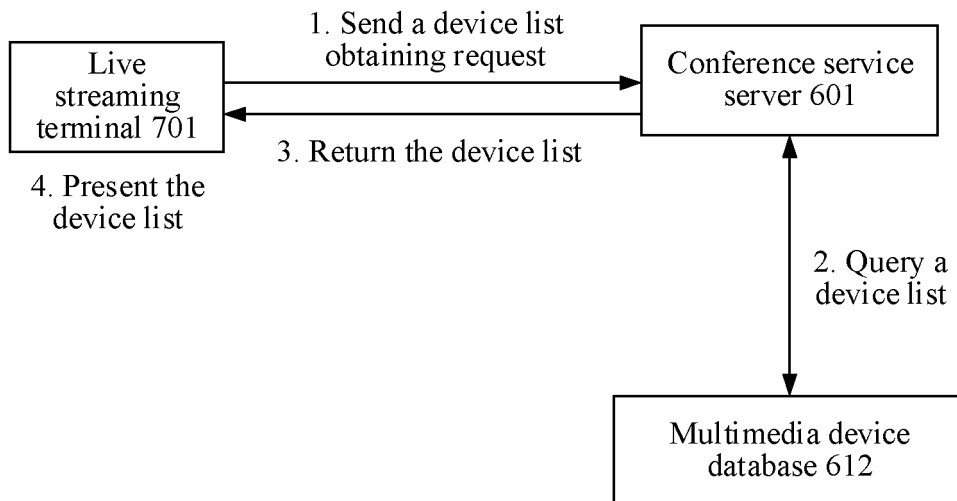 1. Send a device list
obtaining request
Live
streaming
terminal 701
Conference service
server 601
3. Return the device list
4. Present the
device list
2. Query a
device list
Multimedia device
database 612